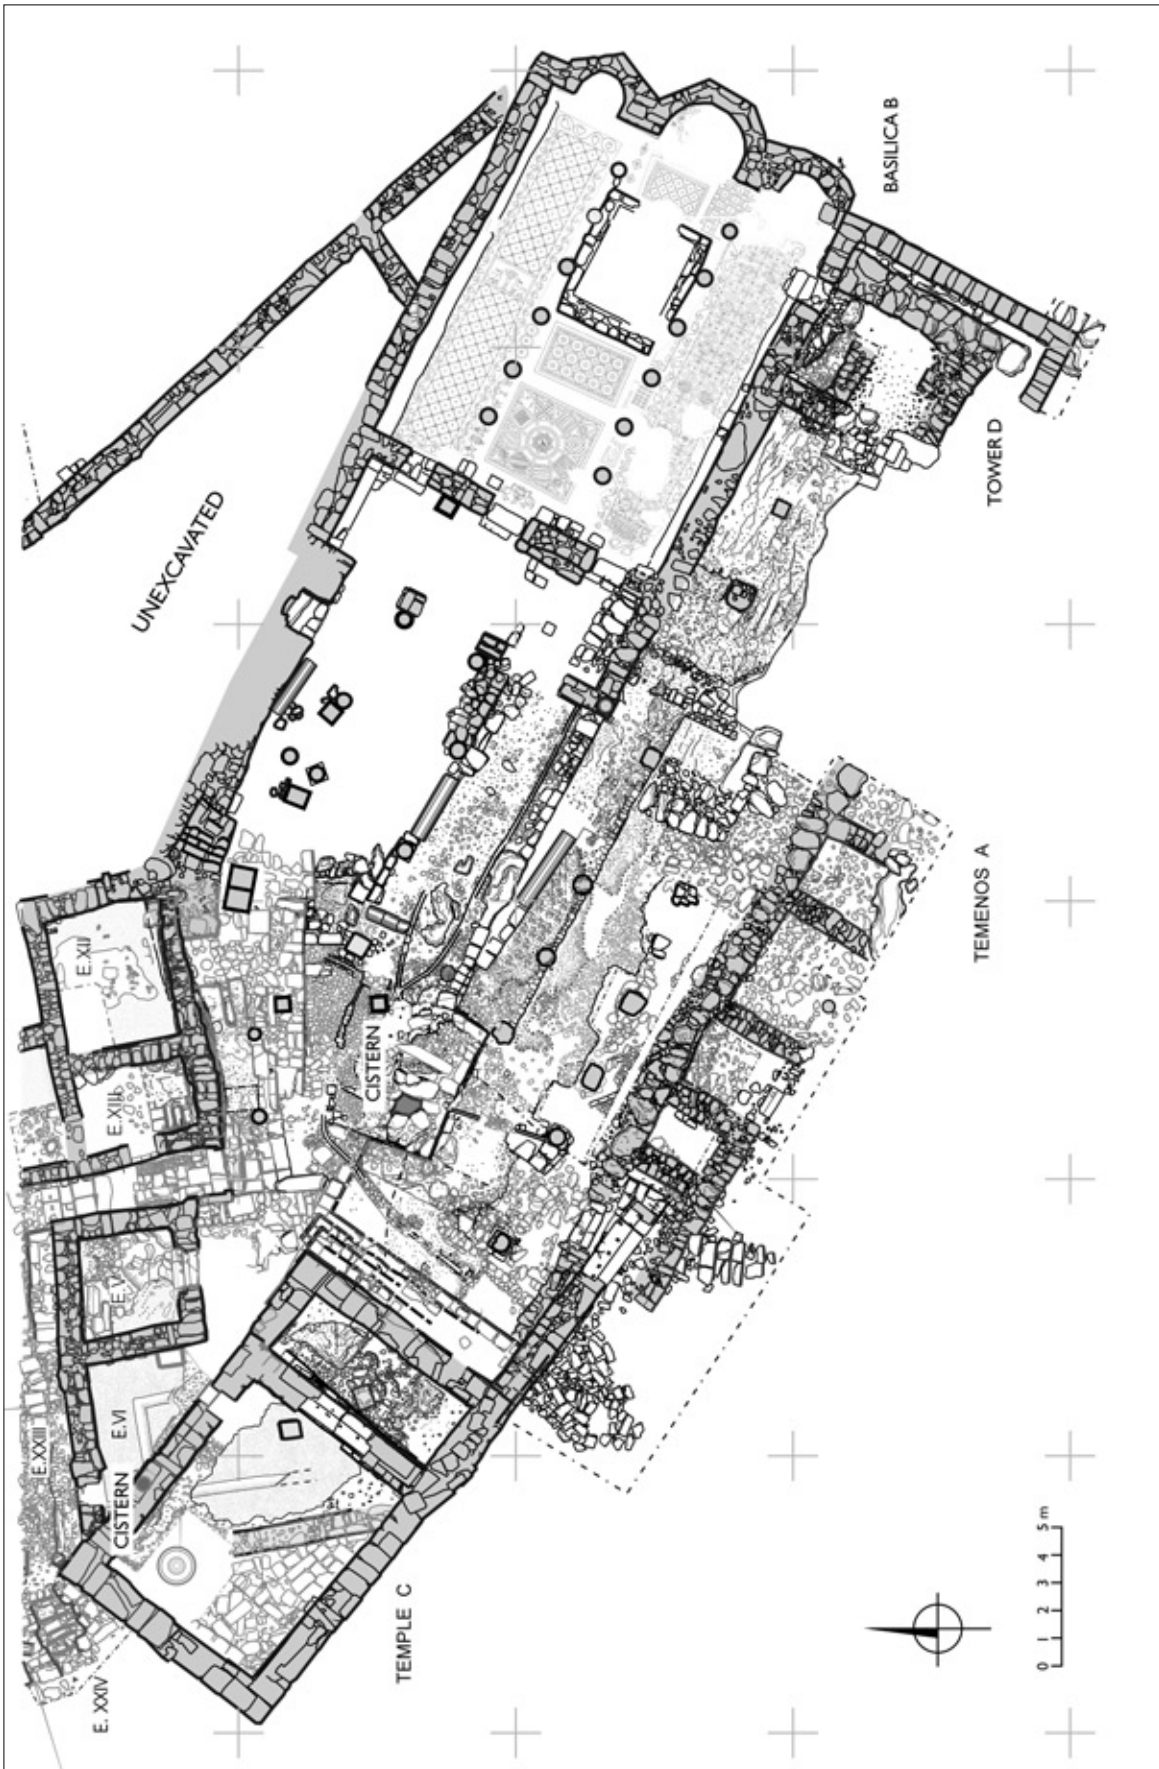 BASILICA B
TOWER D
UNEXCAVATED
TEMENOS A
E.XII
E.XIII
CISTERN
E.V
E.VI
E.XXIII
CISTERN
E. XXIV
TEMPLE C
0 1 2 3 4 5 m